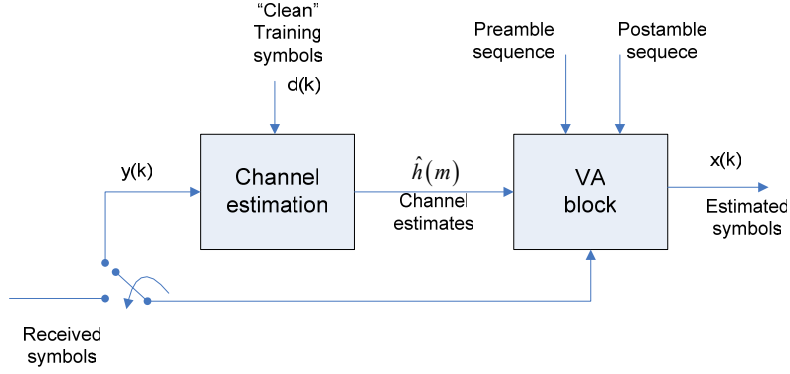 “Clean”
Training
symbols
d(k)
Preamble
sequence
Postamble
sequece
y(k)
Channel
estimation
ĥ(m)
Channel
estimates
VA
block
x(k)
Estimated
symbols
Received
symbols